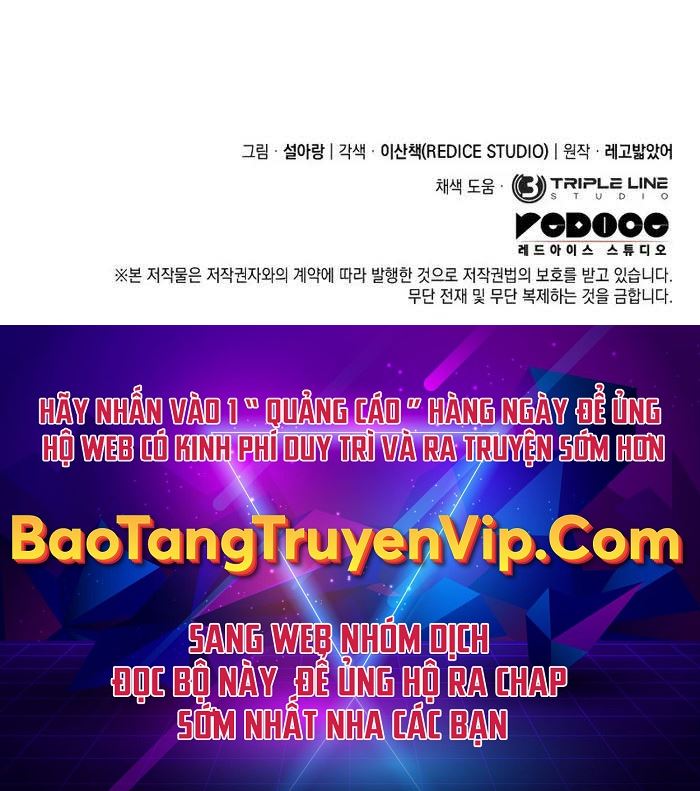 그림 · 설아랑 | 각색 · 이산책(REDICE STUDIO) | 원작 · 레고밟았어
채색 도움 · 3 TRIPLE LINE
STUDIO
REDICE
레드아이스 스튜디오
※본 저작물은 저작권자와의 계약에 따라 발행한 것으로 저작권법의 보호를 받고 있습니다.
무단 전재 및 무단 복제하는 것을 금합니다.
HÃY NHẤN VÀO 1 “ QUẢNG CÁO ” HÀNG NGÀY ĐỂ ỦNG
HỘ WEB CÓ KINH PHÍ DUY TRÌ VÀ RA TRUYỆN SỚM HƠN
BaoTangTruyenVip.Com
SANG WEB NHÓM DỊCH
ĐỌC BỘ NÀY ĐỂ ỦNG HỘ RA CHAP
SỚM NHẤT NHA CÁC BẠN